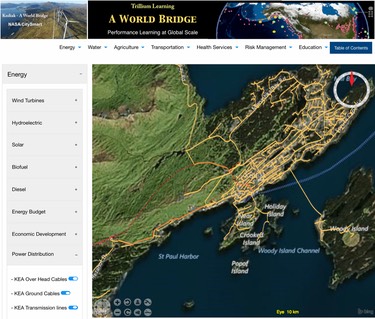 Kodiak - A World Bridge
NASA/CitySmart
Trillium Learning
A WORLD BRIDGE
Performance Learning at Global Scale
Energy Water Agriculture Transportation Health Services Risk Management Education Table of Contents
Energy -
Wind Turbines +
Hydroelectric +
Solar +
Biofuel +
Diesel +
Energy Budget +
Economic Development +
Power Distribution -
- KEA Over Head Cables
- KEA Ground Cables
- KEA Transmission lines
Holiday
Island
Near
Island
Crooked
Island
Woody Island
Woody Island Channel
St Paul Harbor
Popof
Island
Eye 10 km